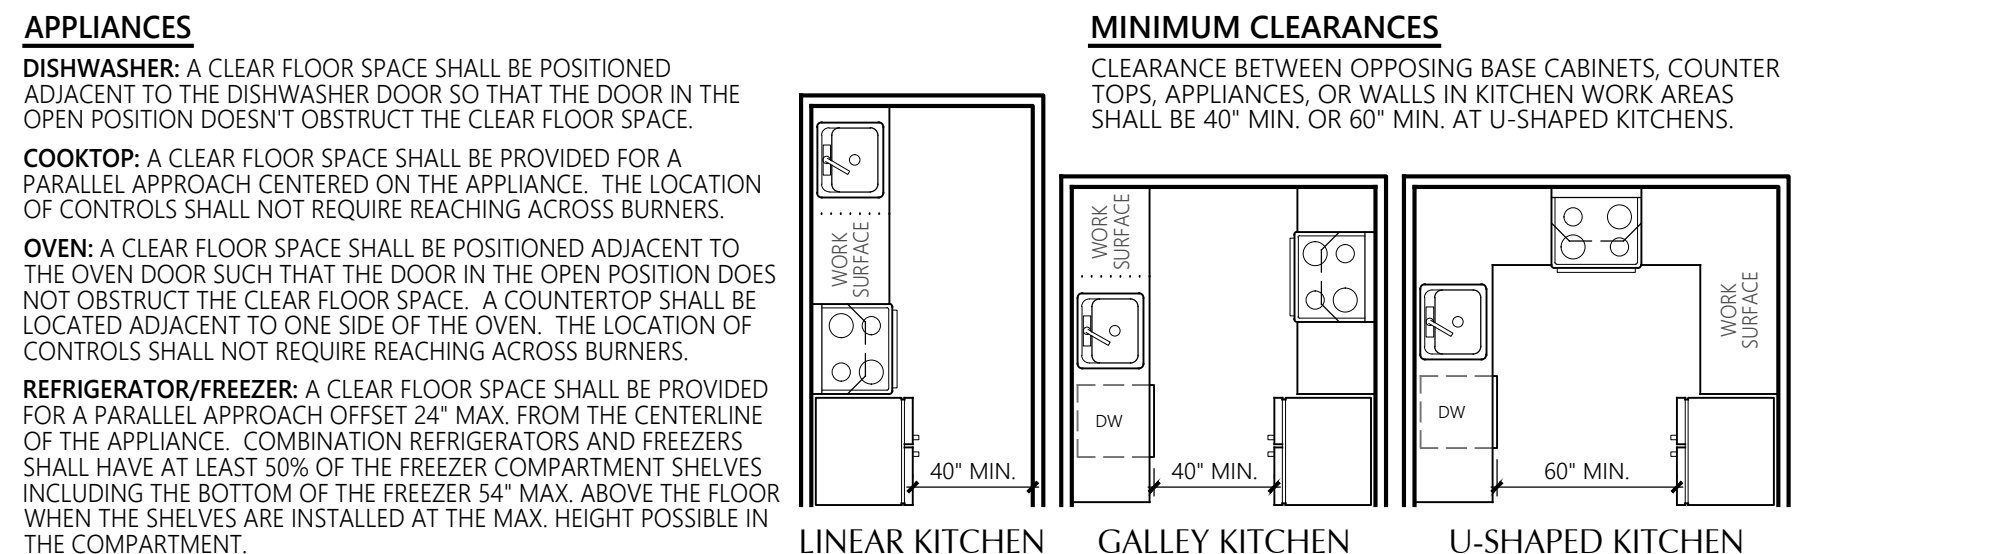 APPLIANCES
DISHWASHER: A CLEAR FLOOR SPACE SHALL BE POSITIONED
ADJACENT TO THE DISHWASHER DOOR SO THAT THE DOOR IN THE
OPEN POSITION DOESN'T OBSTRUCT THE CLEAR FLOOR SPACE.
COOKTOP: A CLEAR FLOOR SPACE SHALL BE PROVIDED FOR A
PARALLEL APPROACH CENTERED ON THE APPLIANCE. THE LOCATION
OF CONTROLS SHALL NOT REQUIRE REACHING ACROSS BURNERS.
OVEN: A CLEAR FLOOR SPACE SHALL BE POSITIONED ADJACENT TO
THE OVEN DOOR SUCH THAT THE DOOR IN THE OPEN POSITION DOES
NOT OBSTRUCT THE CLEAR FLOOR SPACE. A COUNTERTOP SHALL BE
LOCATED ADJACENT TO ONE SIDE OF THE OVEN. THE LOCATION OF
CONTROLS SHALL NOT REQUIRE REACHING ACROSS BURNERS.
REFRIGERATOR/FREEZER: A CLEAR FLOOR SPACE SHALL BE PROVIDED
FOR A PARALLEL APPROACH OFFSET 24" MAX. FROM THE CENTERLINE
OF THE APPLIANCE. COMBINATION REFRIGERATORS AND FREEZERS
SHALL HAVE AT LEAST 50% OF THE FREEZER COMPARTMENT SHELVES
INCLUDING THE BOTTOM OF THE FREEZER 54" MAX. ABOVE THE FLOOR
WHEN THE SHELVES ARE INSTALLED AT THE MAX. HEIGHT POSSIBLE IN
THE COMPARTMENT.
MINIMUM CLEARANCES
CLEARANCE BETWEEN OPPOSING BASE CABINETS, COUNTER
TOPS, APPLIANCES, OR WALLS IN KITCHEN WORK AREAS
SHALL BE 40" MIN. OR 60" MIN. AT U-SHAPED KITCHENS.
WORK
SURFACE
40" MIN.
LINEAR KITCHEN
WORK
SURFACE
DW
40" MIN.
GALLEY KITCHEN
WORK
SURFACE
DW
60" MIN.
U-SHAPED KITCHEN